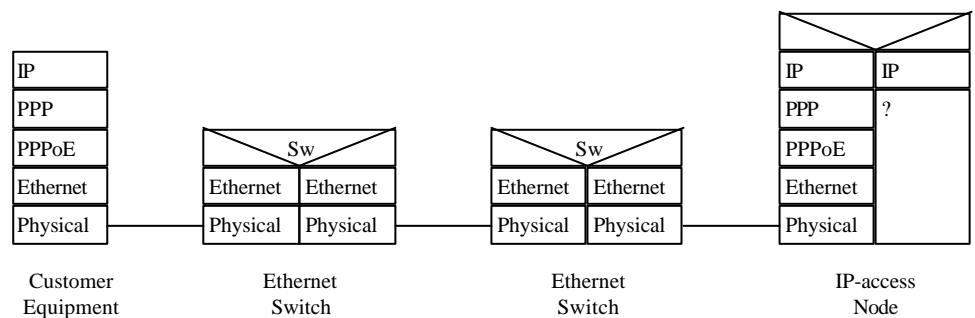 IP IP IP
PPP PPP ?
PPPoE Sw Sw PPPoE
Ethernet Ethernet Ethernet Ethernet Ethernet Ethernet
Physical Physical Physical Physical Physical Physical
Customer Ethernet Ethernet IP-access
Equipment Switch Switch Node